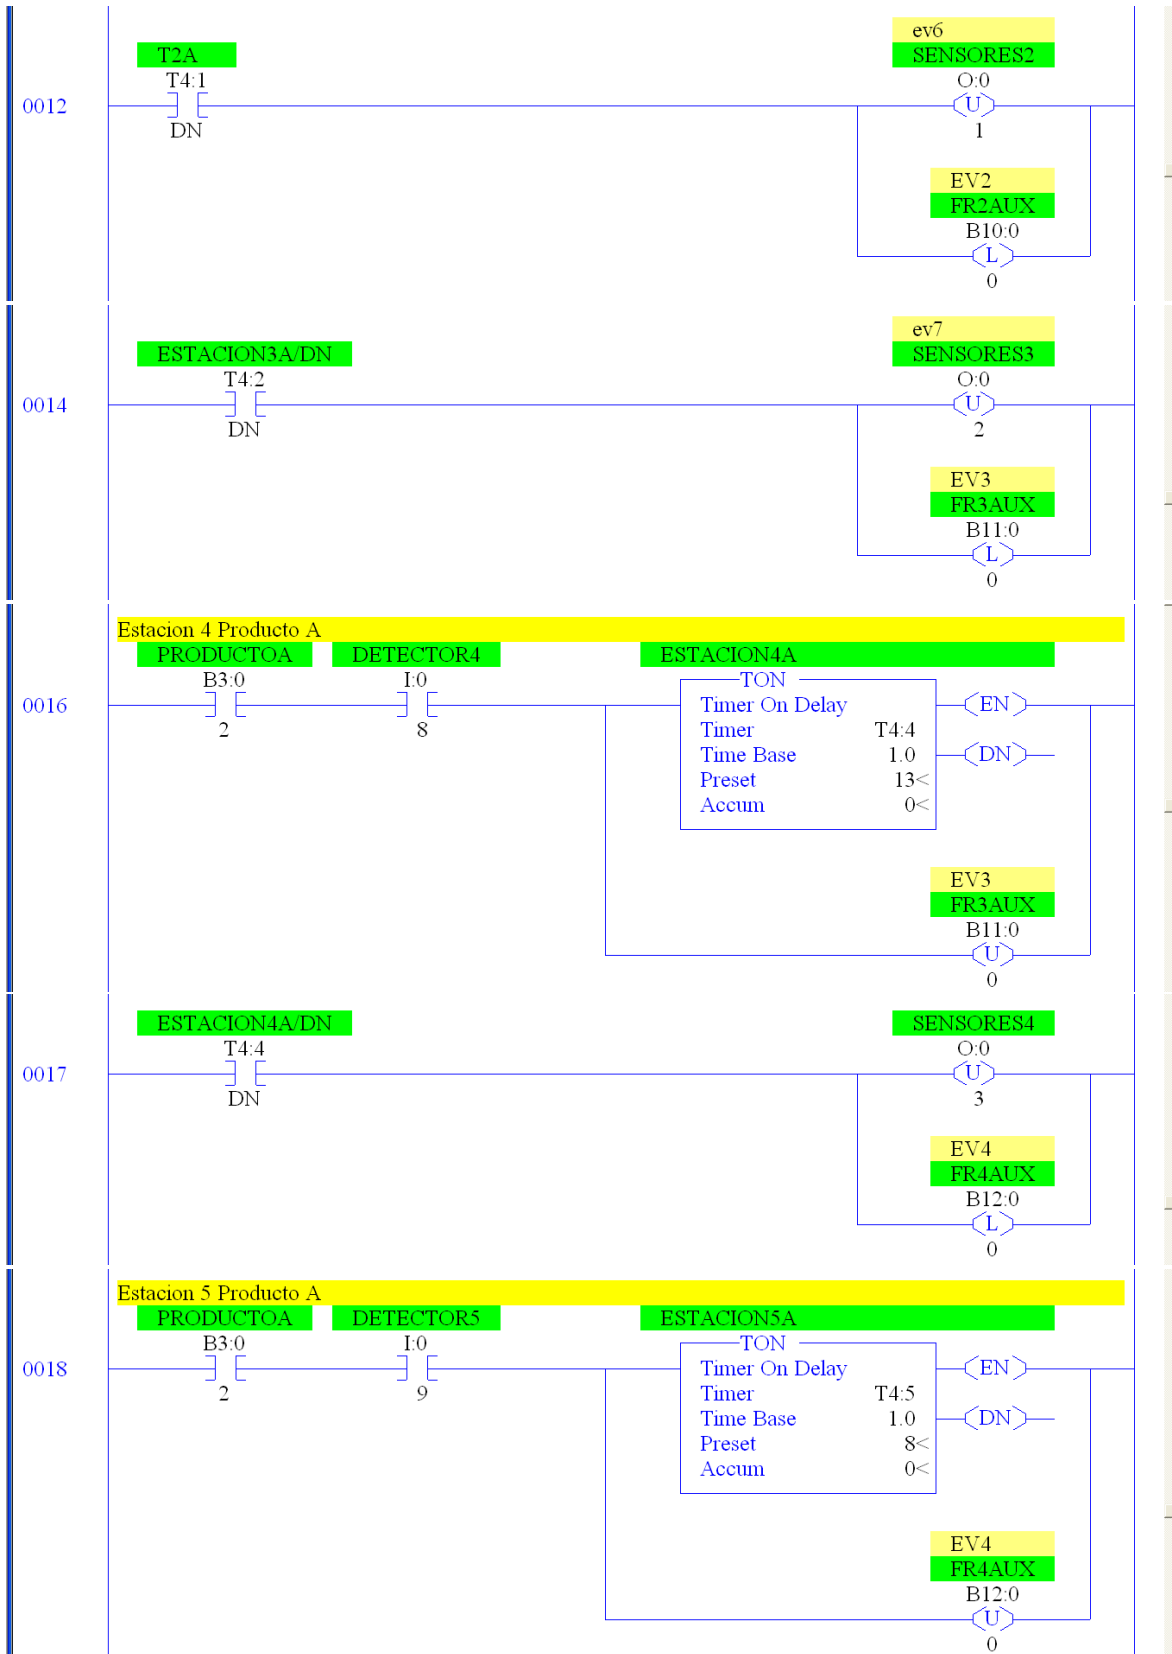 ev6
T2A SENSORES2
T4:1 O:0
0012 U
DN 1
EV2
FR2AUX
B10:0
L
0
ev7
ESTACION3A/DN SENSORES3
T4:2 O:0
0014 U
DN 2
EV3
FR3AUX
B11:0
L
0
Estacion 4 Producto A
PRODUCTOA DETECTOR4 ESTACION4A
B3:0 I:0 TON
0016 Timer On Delay EN
2 8 Timer T4:4
Time Base 1.0 DN
Preset 13<
Accum 0<
EV3
FR3AUX
B11:0
U
0
ESTACION4A/DN SENSORES4
T4:4 O:0
0017 U
DN 3
EV4
FR4AUX
B12:0
L
0
Estacion 5 Producto A
PRODUCTOA DETECTOR5 ESTACION5A
B3:0 I:0 TON
0018 Timer On Delay EN
2 9 Timer T4:5
Time Base 1.0 DN
Preset 8<
Accum 0<
EV4
FR4AUX
B12:0
U
0